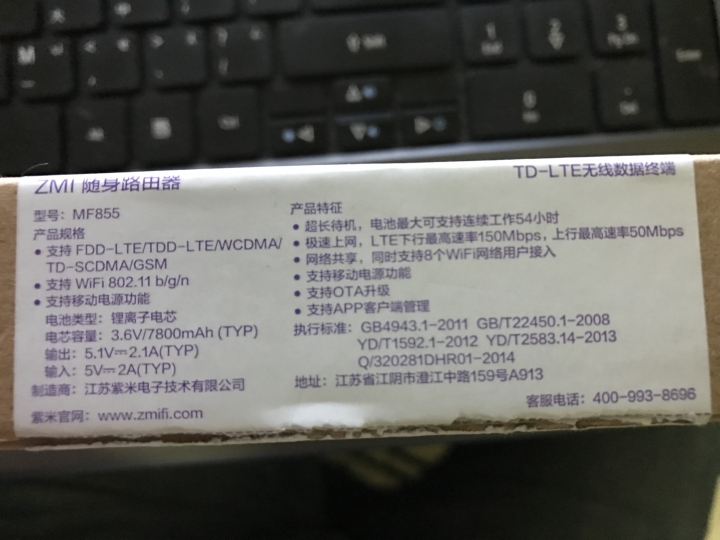 ZMI 随身路由器
TD-LTE无线数据终端
型号：MF855
产品规格
• 支持 FDD-LTE/TDD-LTE/WCDMA/
TD-SCDMA/GSM
• 支持 WiFi 802.11 b/g/n
• 支持移动电源功能
电池类型：锂离子电芯
电芯容量：3.6V/7800mAh (TYP)
输出：5.1V⎓2.1A(TYP)
输入：5V⎓2A(TYP)
制造商：江苏紫米电子技术有限公司
紫米官网：www.zmifi.com
产品特征
• 超长待机，电池最大可支持连续工作54小时
• 极速上网，LTE下行最高速率150Mbps，上行最高速率50Mbps
• 网络共享，同时支持8个WiFi网络用户接入
• 支持移动电源功能
• 支持OTA升级
• 支持APP客户端管理
执行标准：GB4943.1-2011 GB/T22450.1-2008
YD/T1592.1-2012 YD/T2583.14-2013
Q/320281DHR01-2014
地址：江苏省江阴市澄江中路159号A913
客服电话：400-993-8696